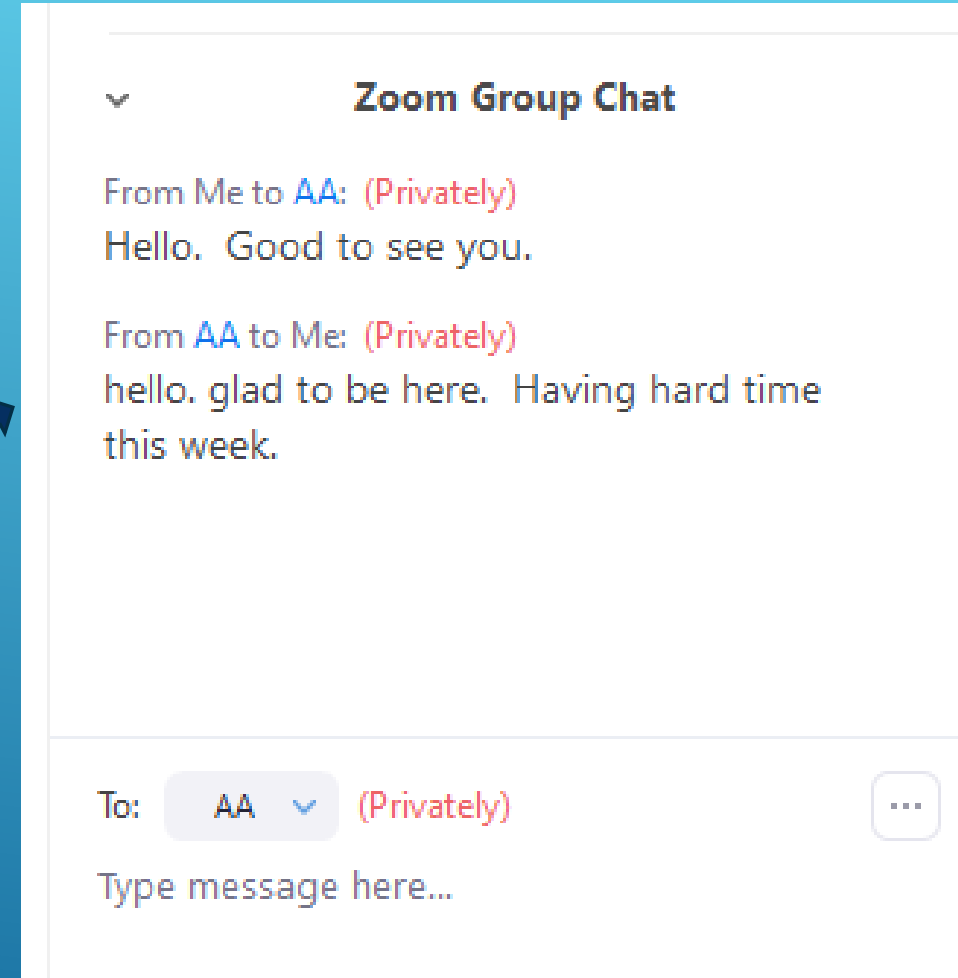 Zoom Group Chat
From Me to AA: (Privately)
Hello.  Good to see you.
From AA to Me: (Privately)
hello. glad to be here.  Having hard time
this week.
To: AA (Privately)
Type message here...